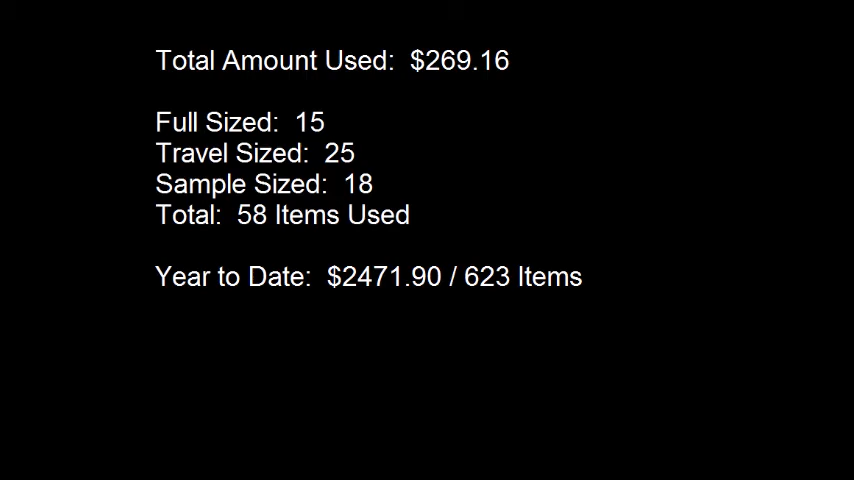 Total Amount Used:  $269.16
Full Sized:  15
Travel Sized:  25
Sample Sized:  18
Total:  58 Items Used
Year to Date:  $2471.90 / 623 Items